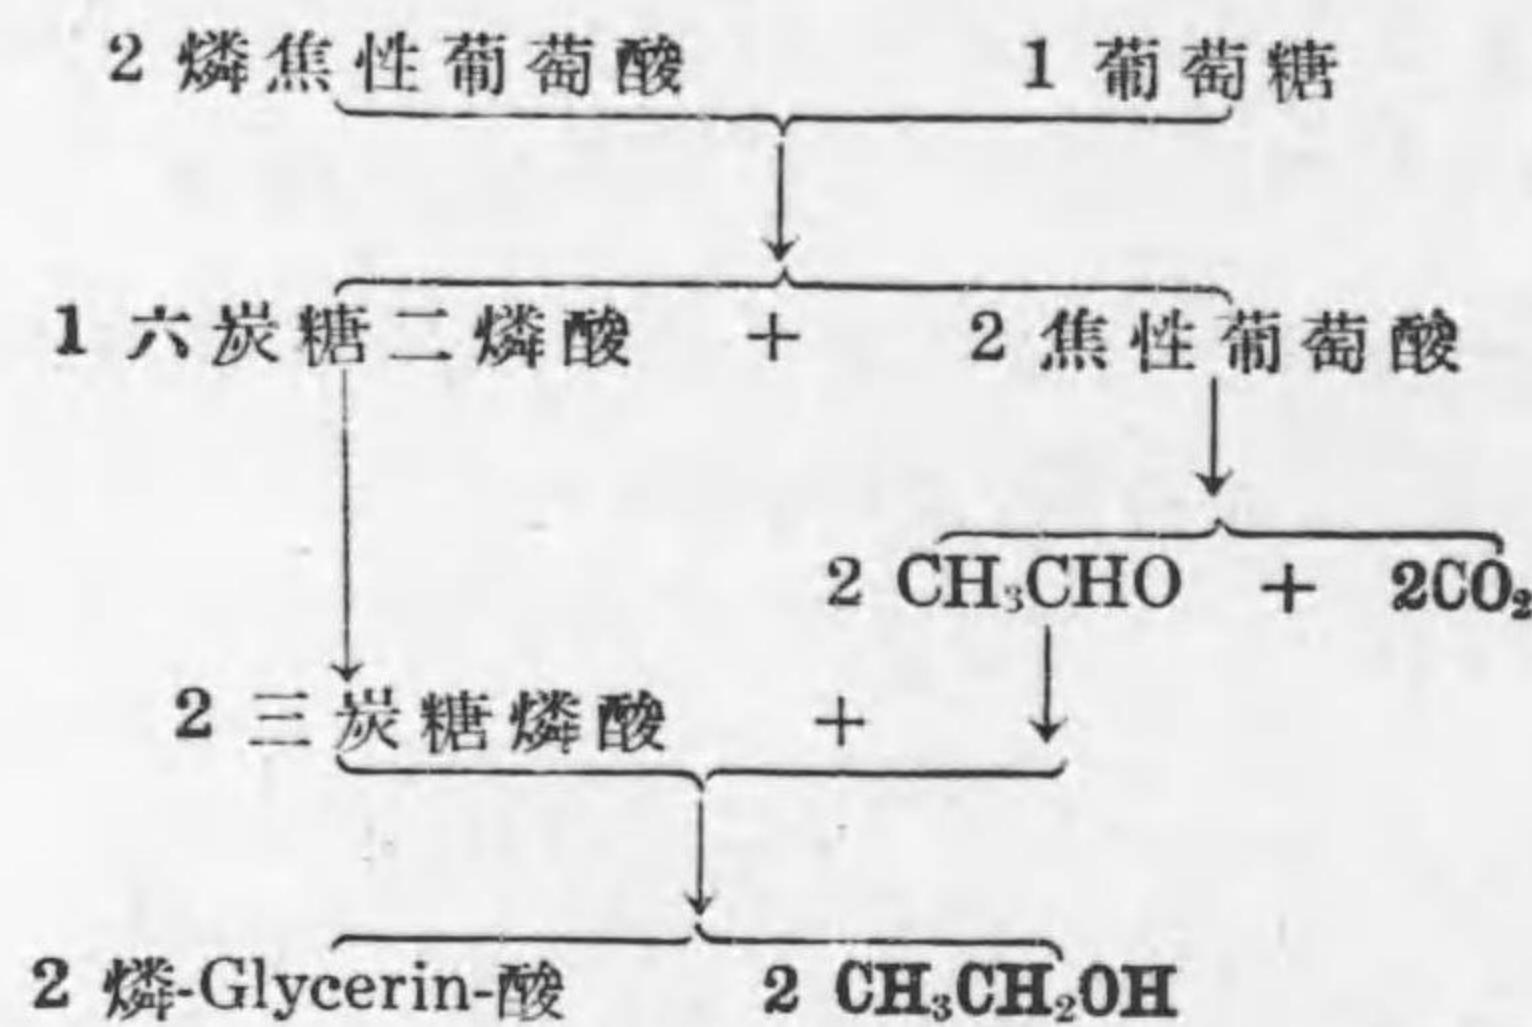 2 燐焦性葡萄酸 1 葡萄糖
1 六炭糖二燐酸 + 2 焦性葡萄酸
2 CH₃CHO + 2CO₂
2 三炭糖燐酸 +
2 燐-Glycerin-酸 2 CH₃CH₂OH